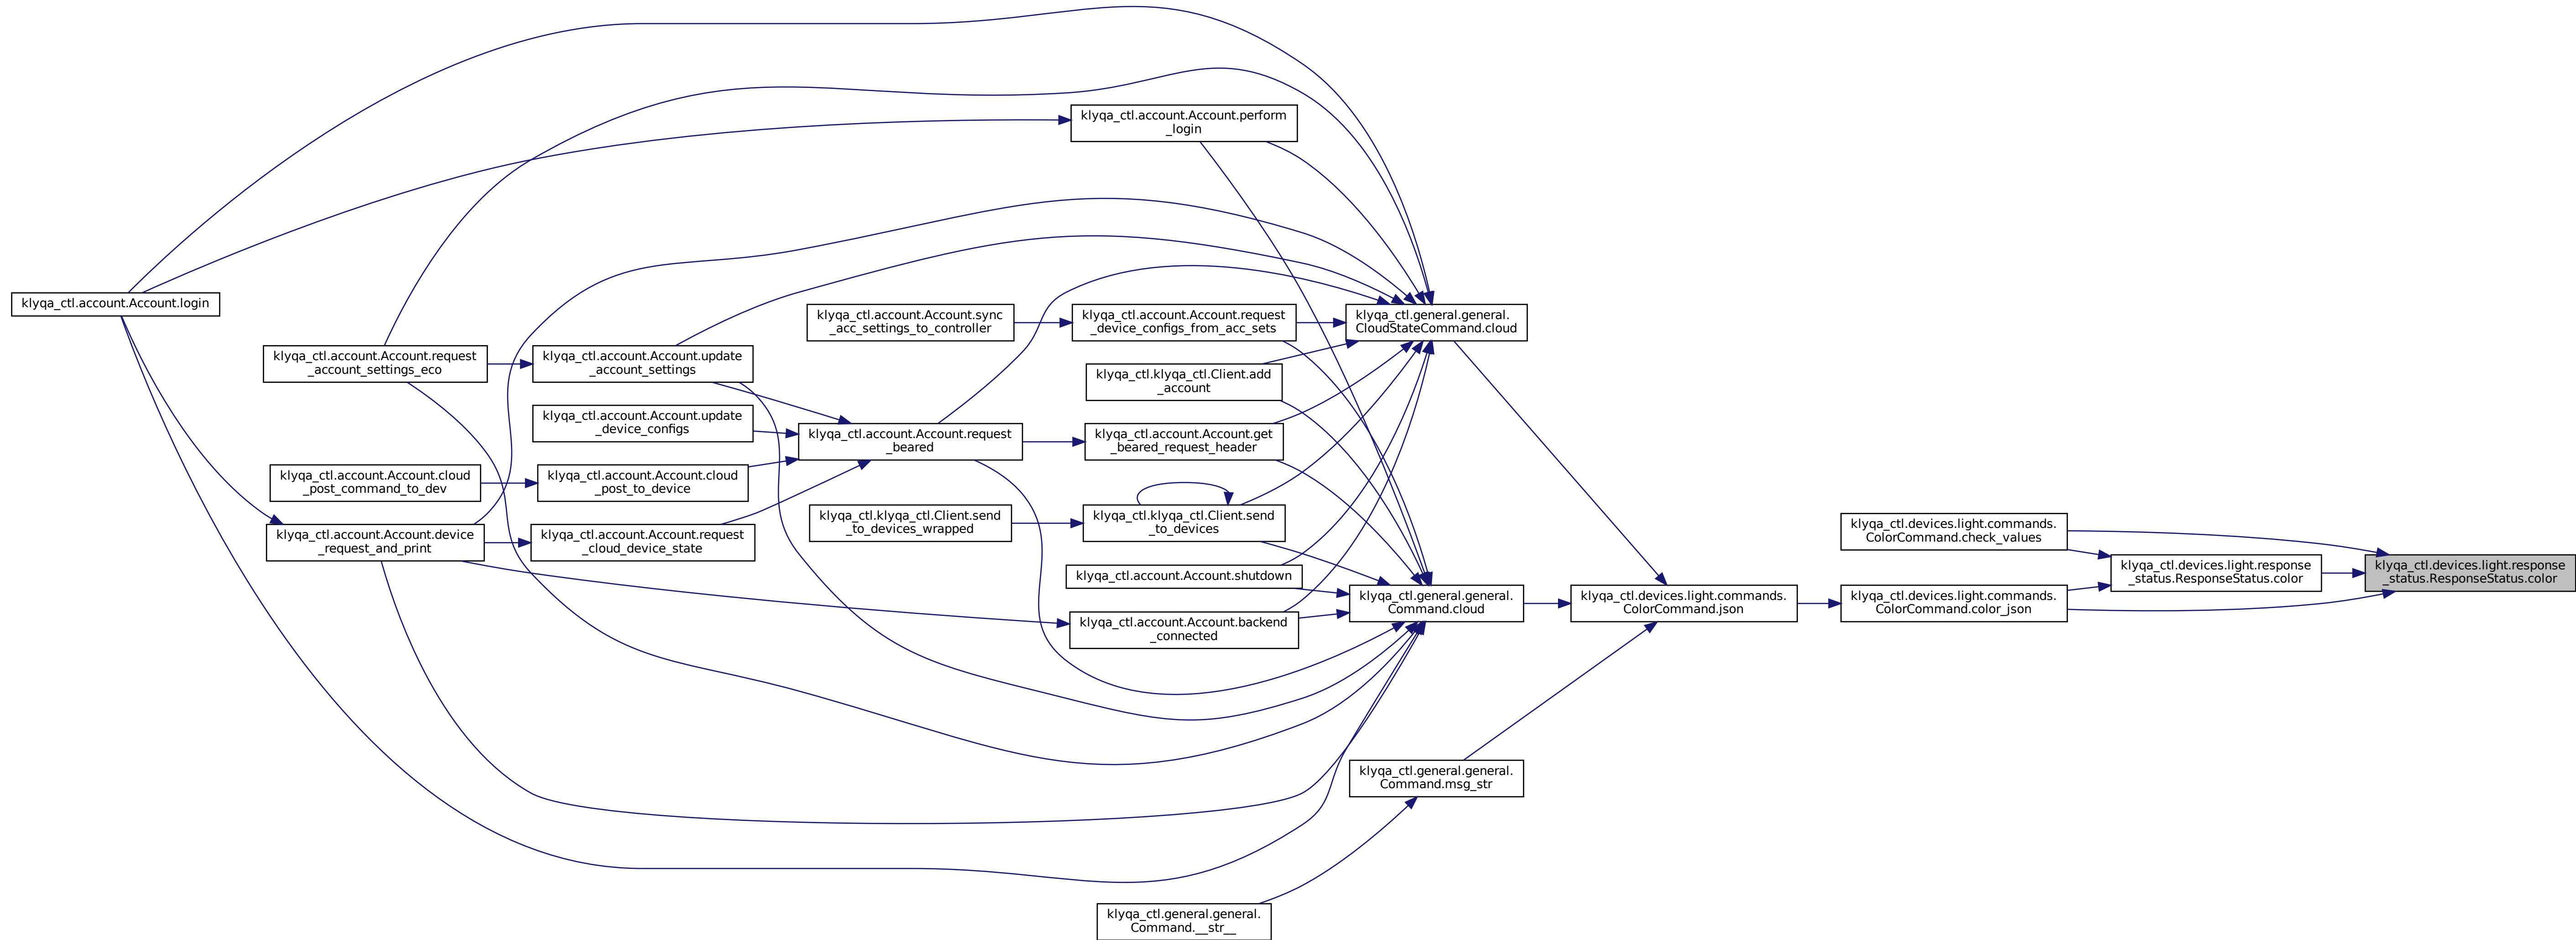 klyqa_ctl.account.Account.perform
_login
klyqa_ctl.account.Account.login
klyqa_ctl.account.Account.sync
_acc_settings_to_controller
klyqa_ctl.account.Account.request
_device_configs_from_acc_sets
klyqa_ctl.general.general.
CloudStateCommand.cloud
klyqa_ctl.account.Account.request
_account_settings_eco
klyqa_ctl.account.Account.update
_account_settings
klyqa_ctl.klyqa_ctl.Client.add
_account
klyqa_ctl.account.Account.update
_device_configs
klyqa_ctl.account.Account.request
_beared
klyqa_ctl.account.Account.get
_beared_request_header
klyqa_ctl.account.Account.cloud
_post_command_to_dev
klyqa_ctl.account.Account.cloud
_post_to_device
klyqa_ctl.klyqa_ctl.Client.send
_to_devices_wrapped
klyqa_ctl.klyqa_ctl.Client.send
_to_devices
klyqa_ctl.account.Account.device
_request_and_print
klyqa_ctl.account.Account.request
_cloud_device_state
klyqa_ctl.account.Account.shutdown
klyqa_ctl.account.Account.backend
_connected
klyqa_ctl.general.general.
Command.cloud
klyqa_ctl.devices.light.commands.
ColorCommand.json
klyqa_ctl.devices.light.commands.
ColorCommand.check_values
klyqa_ctl.devices.light.commands.
ColorCommand.color_json
klyqa_ctl.devices.light.response
_status.ResponseStatus.color
klyqa_ctl.devices.light.response
_status.ResponseStatus.color
klyqa_ctl.general.general.
Command.msg_str
klyqa_ctl.general.general.
Command.__str__